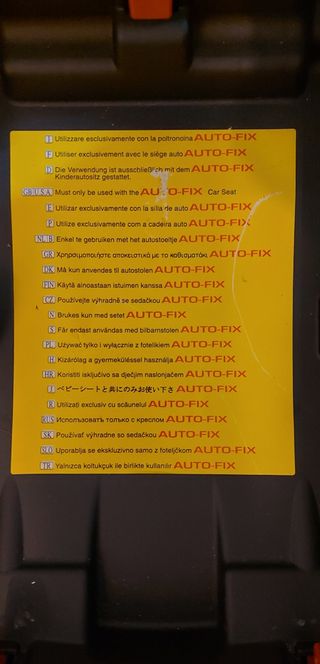 I Utilizzare esclusivamente con la poltroncina AUTO-FIX
F Utiliser exclusivement avec le siège auto AUTO-FIX
D Die Verwendung ist ausschließlich mit dem
Kinderautositz gestattet. AUTO-FIX
GB/U.S.A. Must only be used with the AUTO-FIX Car Seat
E Utilizar exclusivamente con la silla de auto AUTO-FIX
P Utilize exclusivamente com a cadeira auto AUTO-FIX
NL/B Enkel te gebruiken met het autostoeltje AUTO-FIX
GR Χρησιμοποιήστε αποκειστικά με το καθισματάκι AUTO-FIX
DK Må kun anvendes til autostolen AUTO-FIX
FIN Käytä ainoastaan istuimen kanssa AUTO-FIX
CZ Používejte výhradně se sedačkou AUTO-FIX
N Brukes kun med setet AUTO-FIX
S Får endast användas med bilbarnstolen AUTO-FIX
PL Używać tylko i wyłącznie z fotelikiem AUTO-FIX
H Kizárólag a gyermeküléssel használja AUTO-FIX
HR Koristiti isključivo sa dječjim naslonjačem AUTO-FIX
J ベビーシートと共にのみお使い下さ AUTO-FIX
R Utilizați exclusiv cu scăunelul AUTO-FIX
RUS Использовать только с креслом AUTO-FIX
SK Používať výhradne so sedačkou AUTO-FIX
SLO Uporablja se ekskluzivno samo z foteljčkom AUTO-FIX
TR Yalnızca koltukçuk ile birlikte kullanılır AUTO-FIX